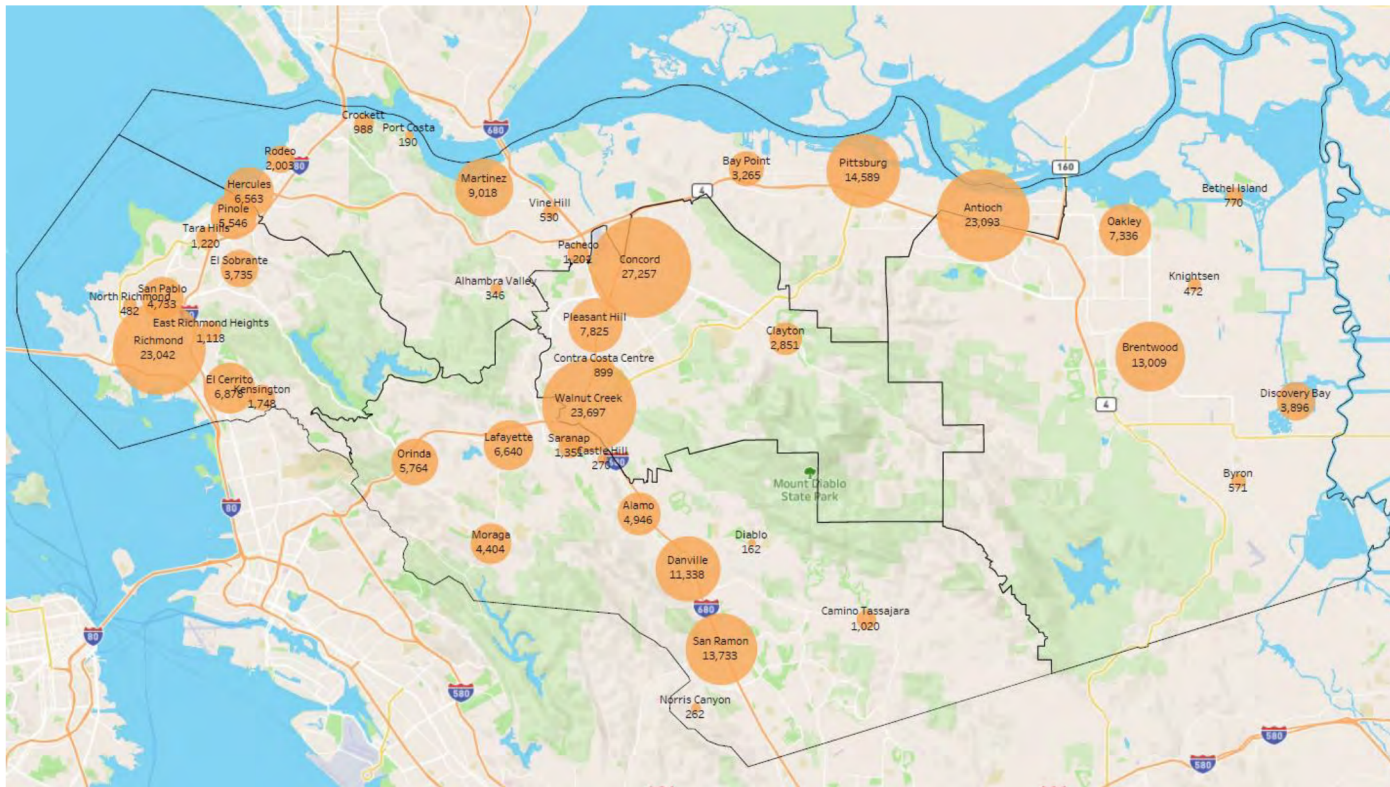 Crockett
988
Port Costa
190
680
Rodeo
2,003
80
Hercules
6,563
Pinole
5,546
Tara Hills
1,220
El Sobrante
3,735
San Pablo
4,733
North Richmond
482
East Richmond Heights
1,118
Richmond
23,042
El Cerrito
6,878
Kensington
1,748
Martinez
9,018
Vine Hill
530
Pacheco
1,201
Alhambra Valley
346
Concord
27,257
Pleasant Hill
7,825
Contra Costa Centre
899
Walnut Creek
23,697
Saranap
1,351
Castle Hill
Lafayette
6,640
Orinda
5,764
Moraga
4,404
Bay Point
3,265
4
Pittsburg
14,589
Antioch
23,093
160
Oakley
7,336
Bethel Island
770
Knightsen
472
Clayton
2,851
Brentwood
13,009
4
Discovery Bay
3,896
Byron
571
Mount Diablo
State Park
Alamo
4,946
Diablo
162
Danville
11,338
680
Camino Tassajara
1,020
San Ramon
13,733
Norris Canyon
262
80
80
580
580
580